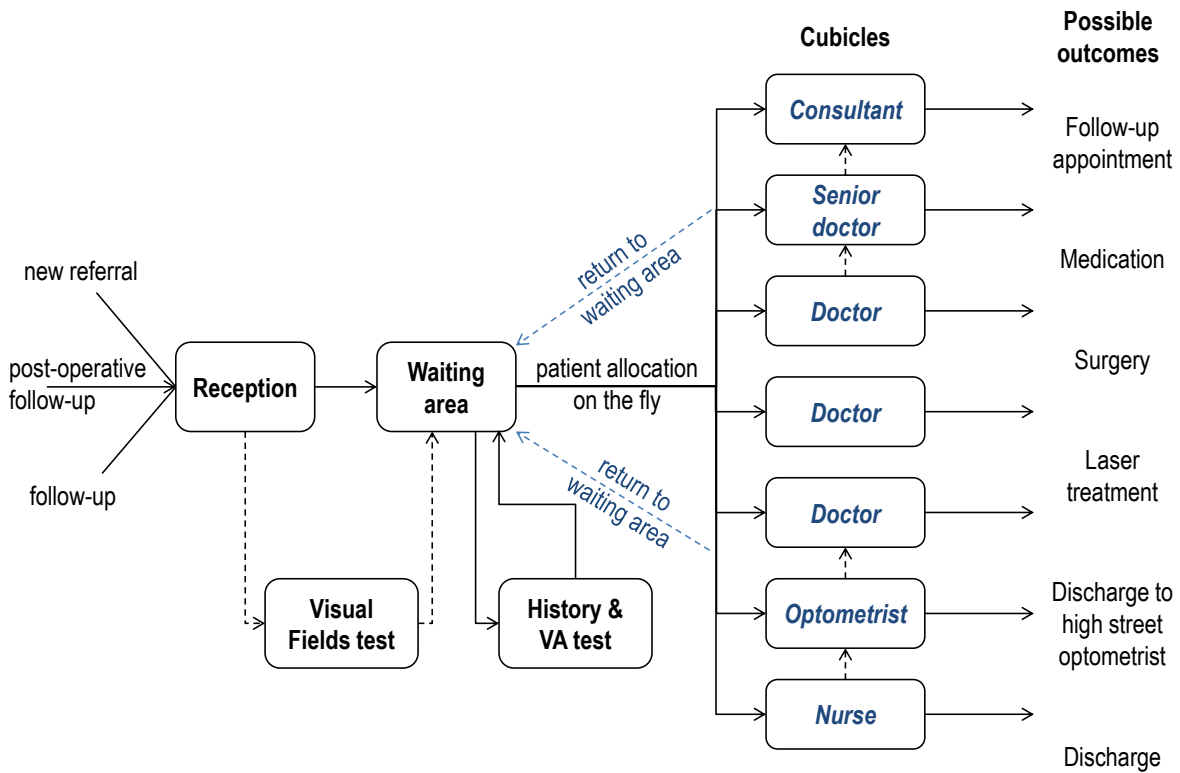 Cubicles
Possible
outcomes
new referral
post-operative
follow-up
follow-up
Reception
Waiting
area
Visual
Fields test
History &
VA test
return to
waiting area
patient allocation
on the fly
return to
waiting area
Consultant
Senior
doctor
Doctor
Doctor
Doctor
Optometrist
Nurse
Follow-up
appointment
Medication
Surgery
Laser
treatment
Discharge to
high street
optometrist
Discharge